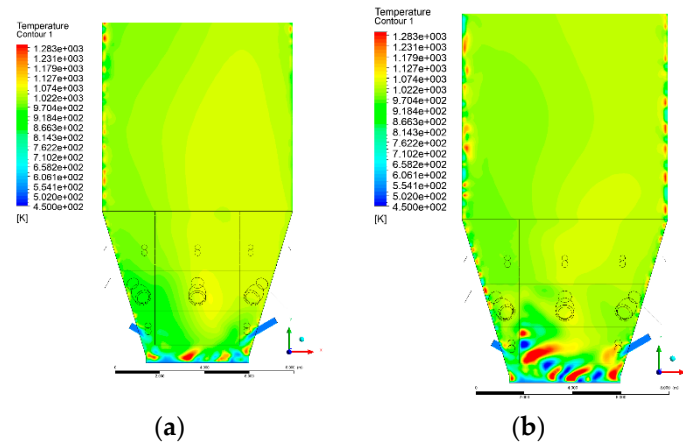 Temperature
Contour 1
1.283e+003
1.231e+003
1.179e+003
1.127e+003
1.074e+003
1.022e+003
9.704e+002
9.184e+002
8.663e+002
8.143e+002
7.622e+002
7.102e+002
6.582e+002
6.061e+002
5.541e+002
5.020e+002
4.500e+002
[K]
(a)
Temperature
Contour 1
1.283e+003
1.231e+003
1.179e+003
1.127e+003
1.074e+003
1.022e+003
9.704e+002
9.184e+002
8.663e+002
8.143e+002
7.622e+002
7.102e+002
6.582e+002
6.061e+002
5.541e+002
5.020e+002
4.500e+002
[K]
(b)